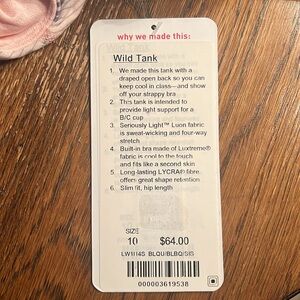 why we made this:
Wild Tank
1. We made this tank with a
draped open back so you can
keep cool in class—and show
off your strappy bra
2. This tank is intended to
provide light support for a
B/C cup
3. Seriously Light™ Luon fabric
is sweat-wicking and four-way
stretch
4. Built-in bra made of Luxtreme®
fabric is cool to the touch
and fits like a second skin
5. Long-lasting LYCRA® fibre
offers great shape retention
6. Slim fit, hip length
SIZE
10 $64.00
LW1114S BLQU/BLBQ/SIS
000003619538